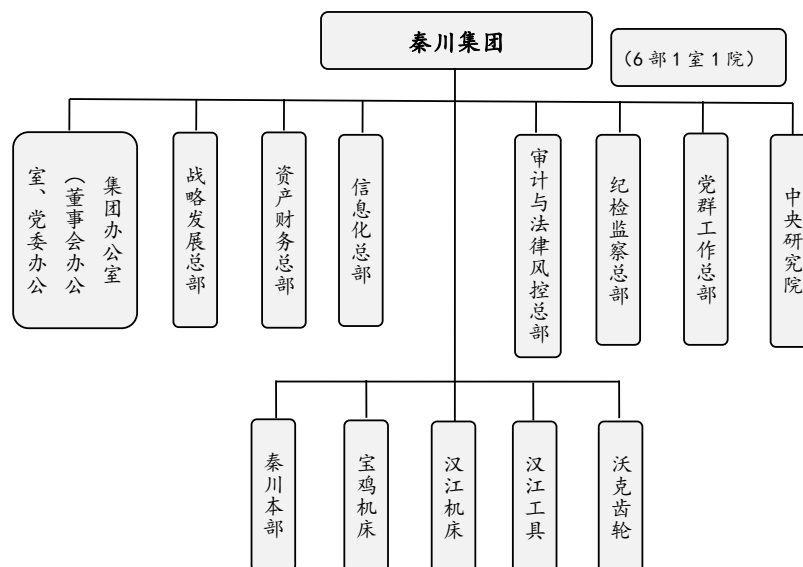 秦川集团
(6部1室1院)
集团办公室
(董事会办公
室、党委办公
战略发展总部
资产财务总部
信息化总部
审计与法律风控总部
纪检监察总部
党群工作总部
中央研究院
秦川本部
宝鸡机床
汉江机床
汉江工具
沃克齿轮